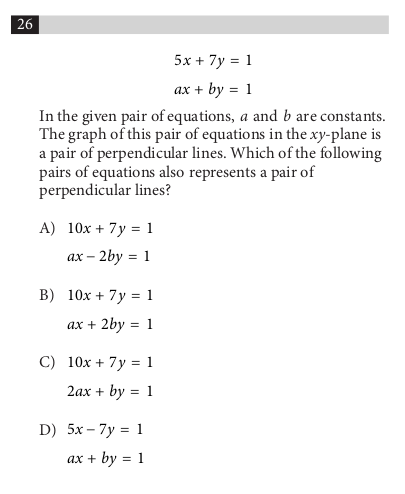 26
5x + 7y = 1
ax + by = 1
In the given pair of equations, a and b are constants.
The graph of this pair of equations in the xy-plane is
a pair of perpendicular lines. Which of the following
pairs of equations also represents a pair of
perpendicular lines?
A) 10x + 7y = 1
ax – 2by = 1
B) 10x + 7y = 1
ax + 2by = 1
C) 10x + 7y = 1
2ax + by = 1
D) 5x – 7y = 1
ax + by = 1